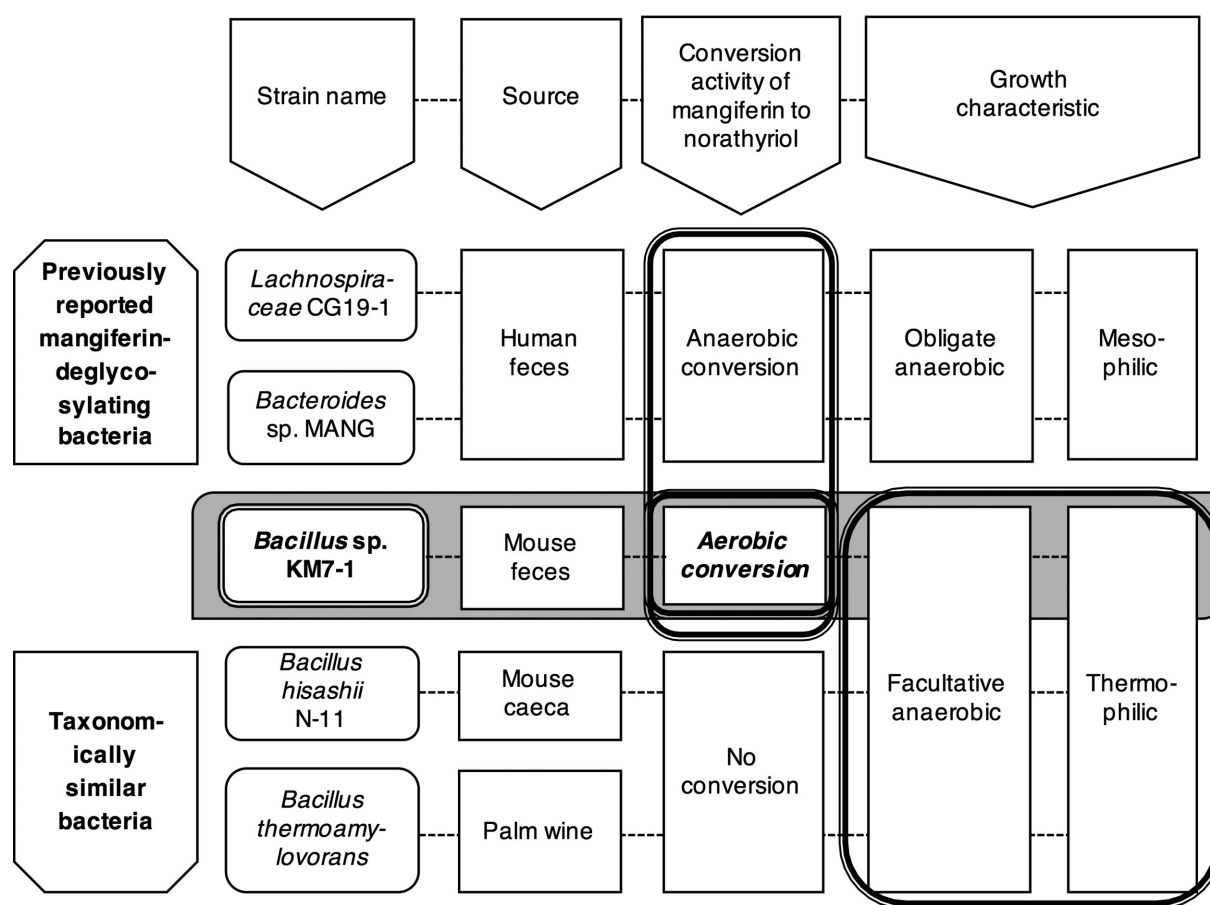 Strain name
Source
Conversion
activity of
mangiferin to
norathyriol
Growth
characteristic
Previously
reported
mangiferin-
deglyco-
sylating
bacteria
Lachnospira-
ceae CG19-1
Bacteroides
sp. MANG
Human
feces
Anaerobic
conversion
Obligate
anaerobic
Meso-
philic
Bacillus sp.
KM7-1
Mouse
feces
Aerobic
conversion
Taxonom-
ically
similar
bacteria
Bacillus
hisashii
N-11
Mouse
caeca
Bacillus
thermoamy-
lovorans
Palm wine
No
conversion
Facultative
anaerobic
Thermo-
philic